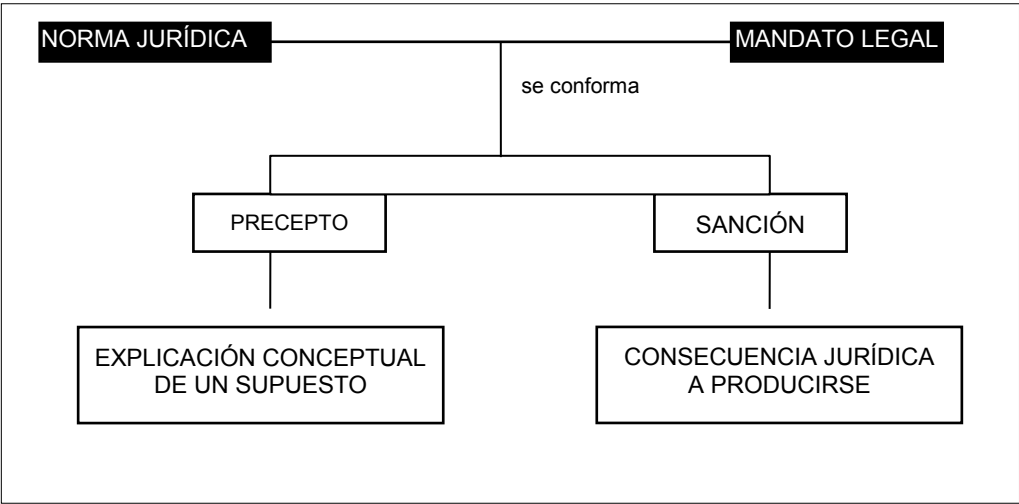 NORMA JURÍDICA
MANDATO LEGAL
se conforma
PRECEPTO
SANCIÓN
EXPLICACIÓN CONCEPTUAL
DE UN SUPUESTO
CONSECUENCIA JURÍDICA
A PRODUCIRSE